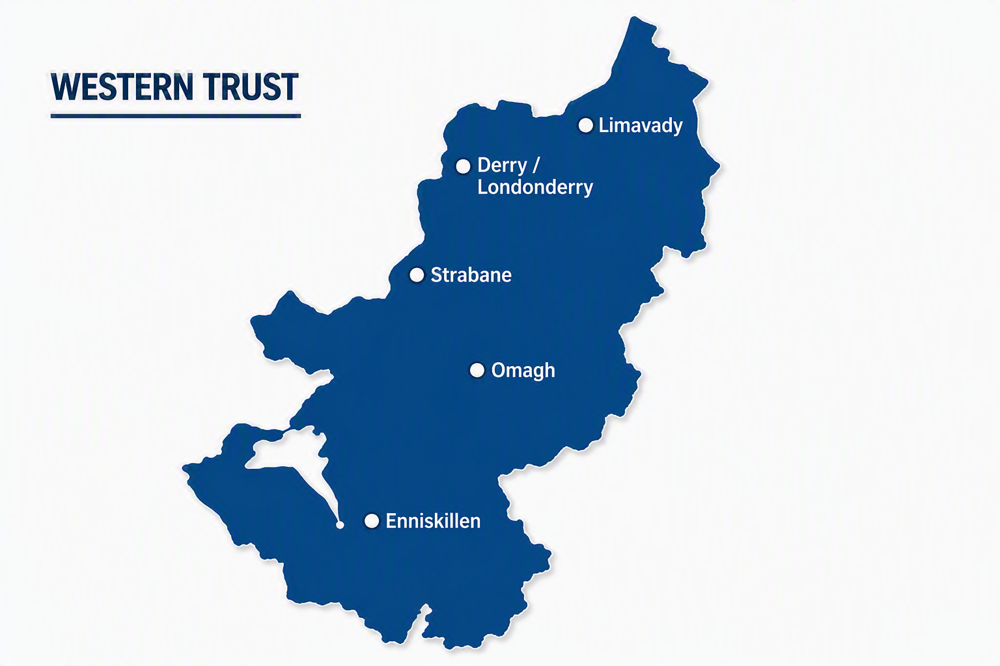 WESTERN TRUST
Limavady
Derry /
Londonderry
Strabane
Omagh
Enniskillen